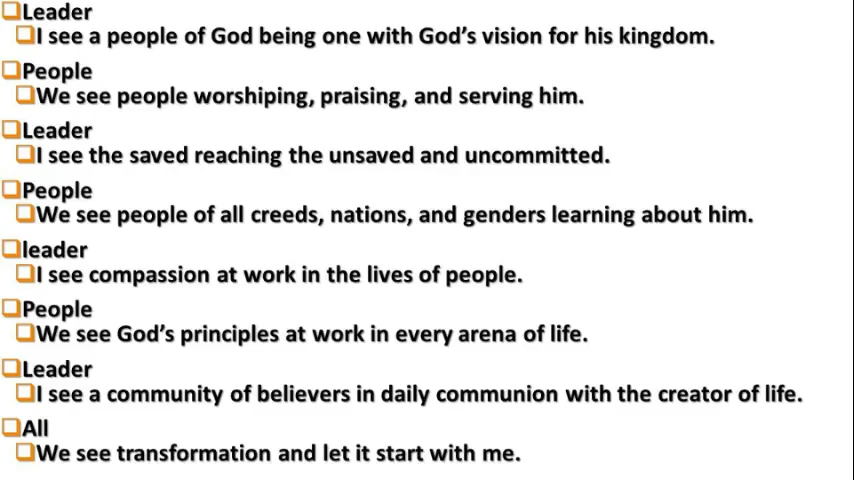 Leader
I see a people of God being one with God's vision for his kingdom.
People
We see people worshiping, praising, and serving him.
Leader
I see the saved reaching the unsaved and uncommitted.
People
We see people of all creeds, nations, and genders learning about him.
leader
I see compassion at work in the lives of people.
People
We see God's principles at work in every arena of life.
Leader
I see a community of believers in daily communion with the creator of life.
All
We see transformation and let it start with me.